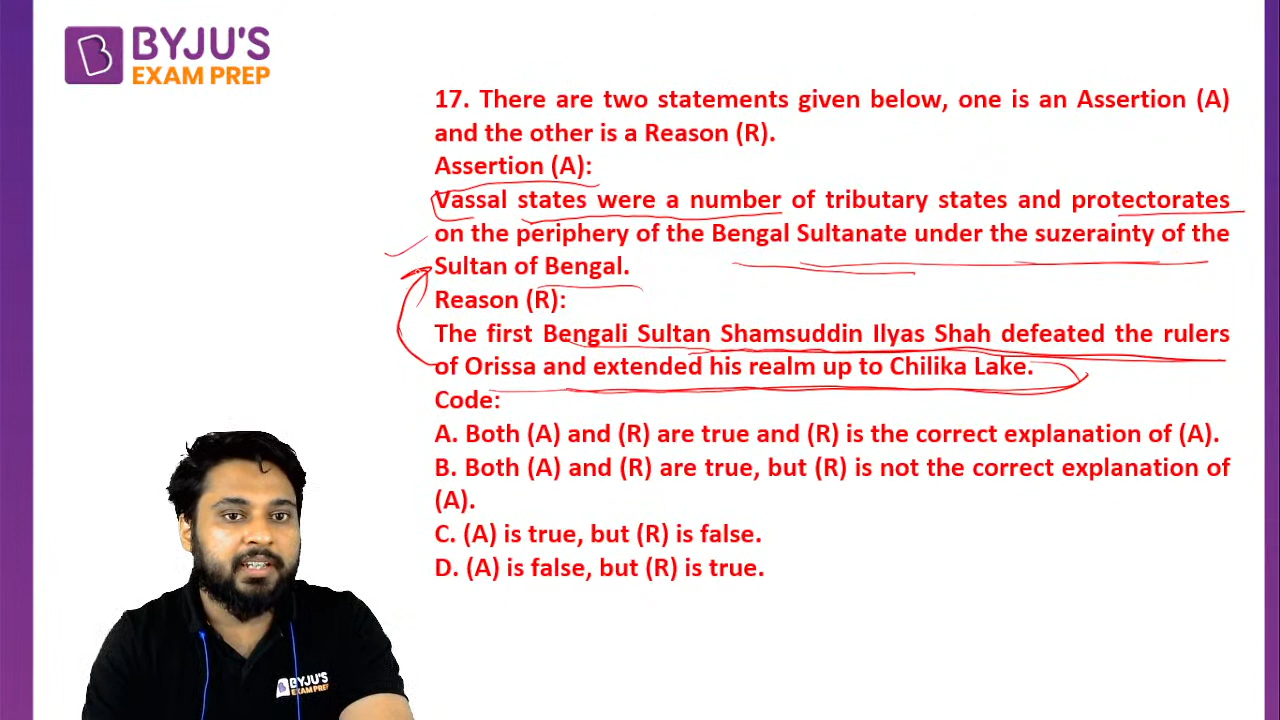 BYJU'S
EXAM PREP
17. There are two statements given below, one is an Assertion (A)
and the other is a Reason (R).
Assertion (A):
Vassal states were a number of tributary states and protectorates
on the periphery of the Bengal Sultanate under the suzerainty of the
Sultan of Bengal.
Reason (R):
The first Bengali Sultan Shamsuddin Ilyas Shah defeated the rulers
of Orissa and extended his realm up to Chilika Lake.
Code:
A. Both (A) and (R) are true and (R) is the correct explanation of (A).
B. Both (A) and (R) are true, but (R) is not the correct explanation of
(A).
C. (A) is true, but (R) is false.
D. (A) is false, but (R) is true.
BYJU'S
EXAM PREP